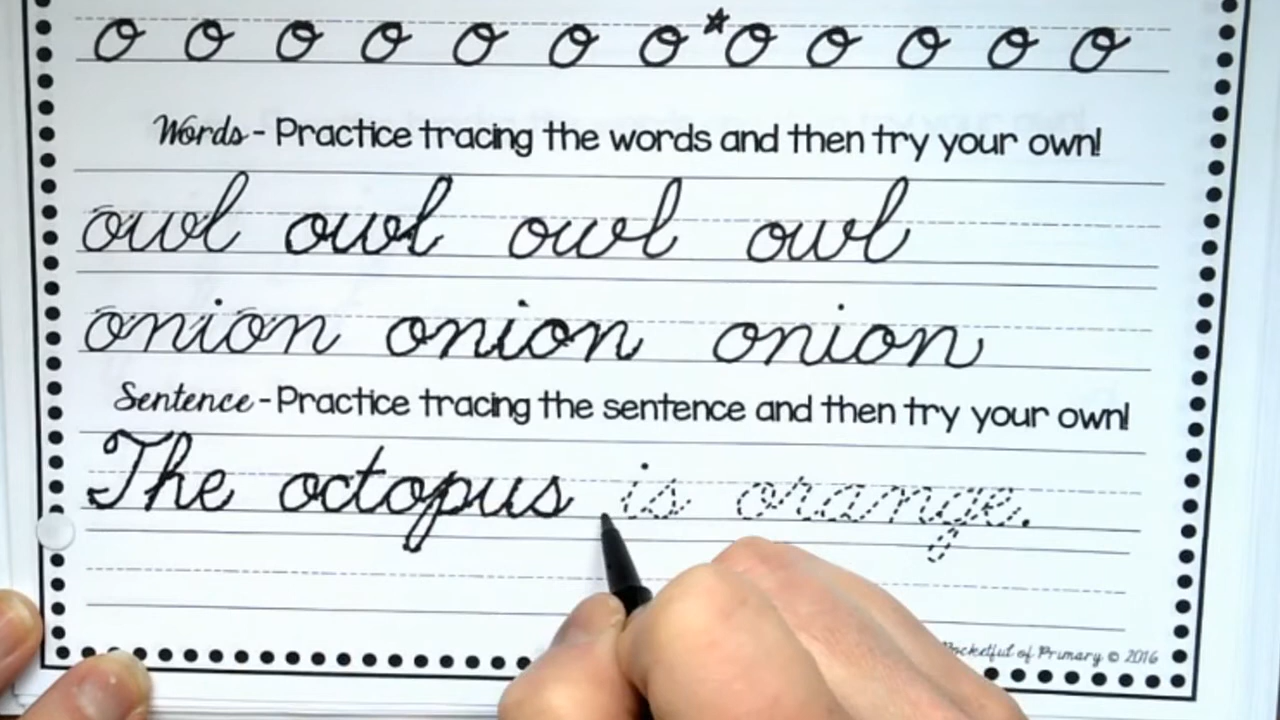 o o o o o o o *o o o o o
Words - Practice tracing the words and then try your own!
owl owl owl owl
onion onion onion
Sentence - Practice tracing the sentence and then try your own!
The octopus is orange.
Pocketful of Primary © 2016